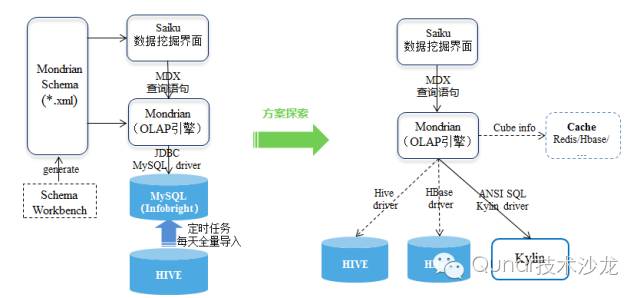 Saiku
数据挖掘界面
Mondrian
Schema
(*.xml)
MDX
查询语句
Mondrian
(OLAP引擎)
JDBC
MySQL driver
generate
Schema
Workbench
MySQL
(Infobright)
定时任务
每天全量导入
HIVE
方案探索
Saiku
数据挖掘界面
MDX
查询语句
Mondrian
(OLAP引擎)
Cube info
Cache
Redis/Hbase/
...
Hive
driver
HBase
driver
ANSI SQL
Kylin driver
HIVE
Kylin
Qunar技术沙龙